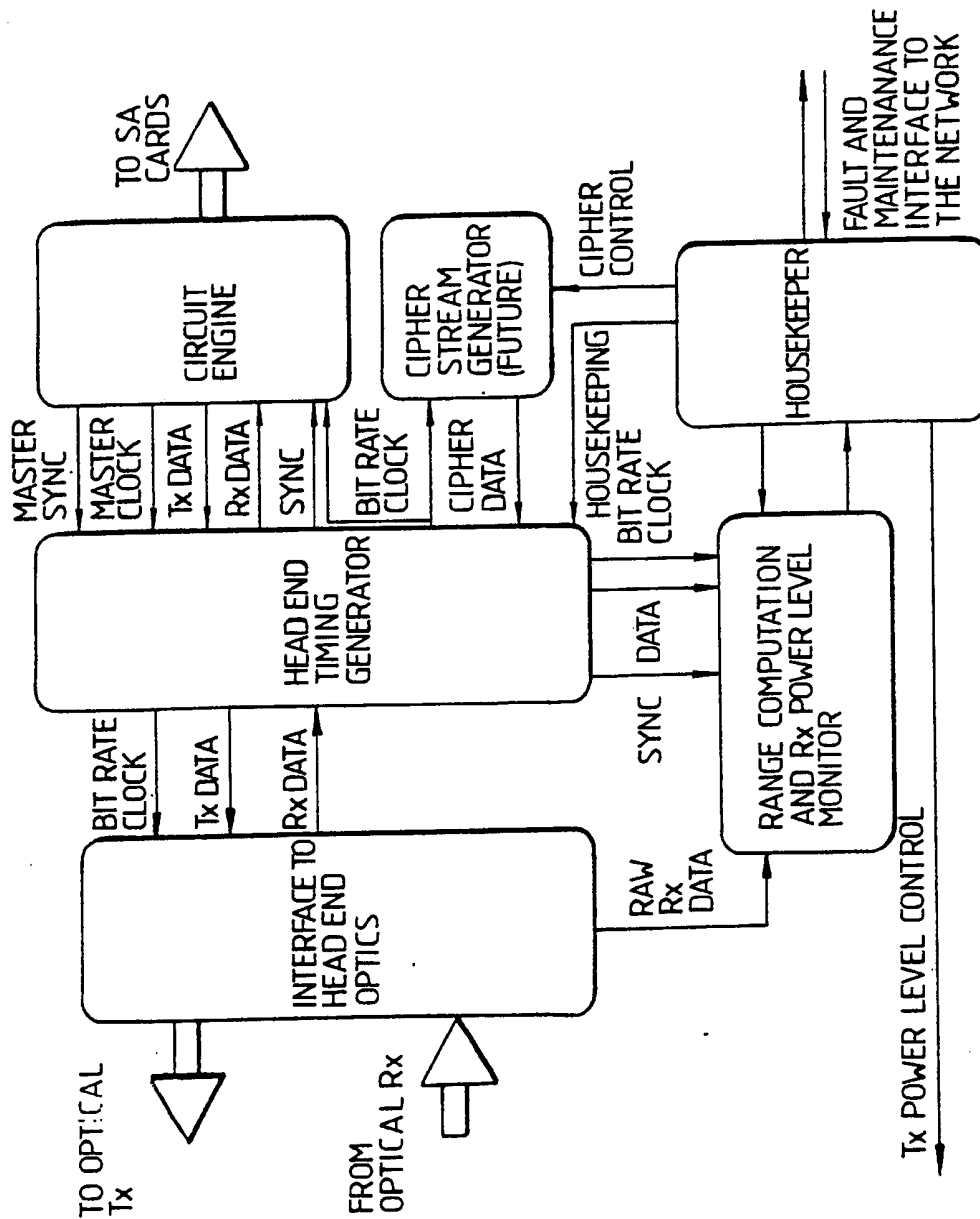 TO OPTICAL
Tx
FROM
OPTICAL Rx
INTERFACE TO
HEAD END
OPTICS
BIT RATE
CLOCK
Tx DATA
Rx DATA
RAW
Rx
DATA
HEAD END
TIMING
GENERATOR
MASTER
SYNC
MASTER
CLOCK
Tx DATA
Rx DATA
SYNC
BIT RATE
CLOCK
CIPHER
DATA
HOUSEKEEPING
BIT RATE
CLOCK
SYNC
DATA
CIRCUIT
ENGINE
TO SA
CARDS
CIPHER
STREAM
GENERATOR
(FUTURE)
CIPHER
CONTROL
RANGE COMPUTATION
AND Rx POWER LEVEL
MONITOR
HOUSEKEEPER
FAULT AND
MAINTENANANCE
INTERFACE TO
THE NETWORK
Tx POWER LEVEL CONTROL